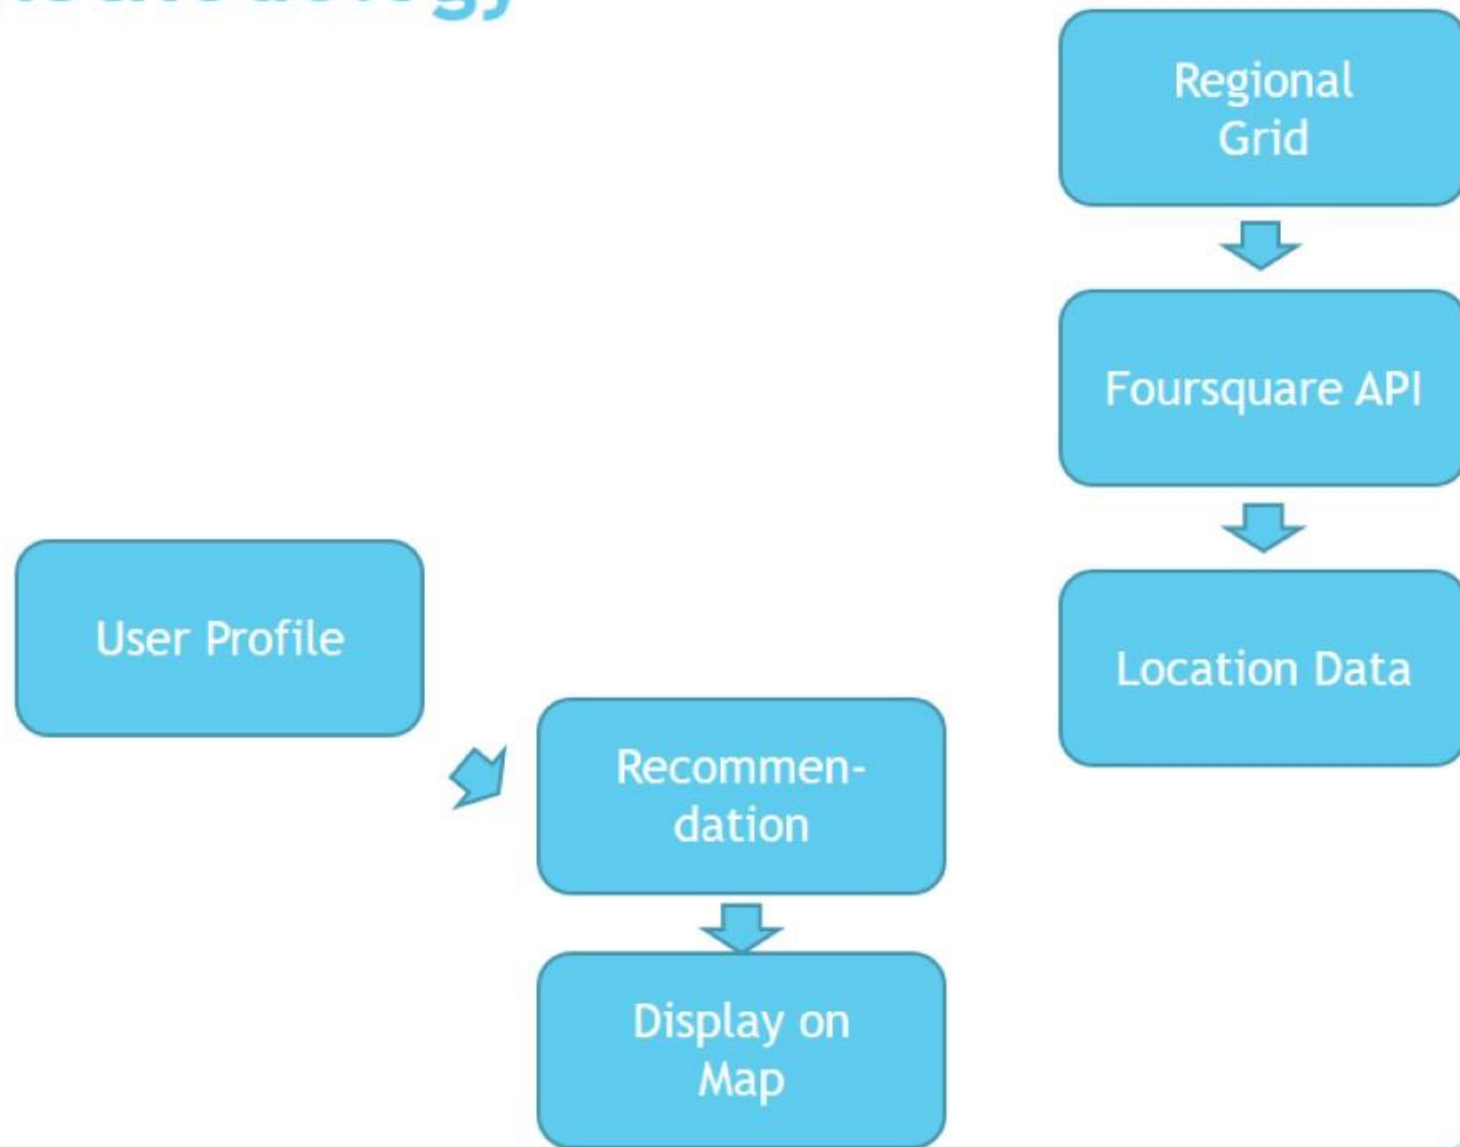 Regional
Grid
Foursquare API
Location Data
User Profile
Recommen-
dation
Display on
Map